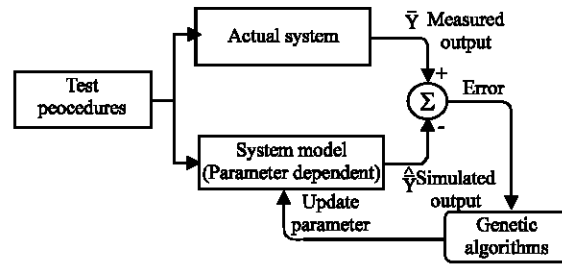 Actual system
Ȳ Measured
output
+
Test
peocedures
Σ
Error
-
System model
(Parameter dependent)
Ŷ̄ Simulated
output
Update
parameter
Genetic
algorithms